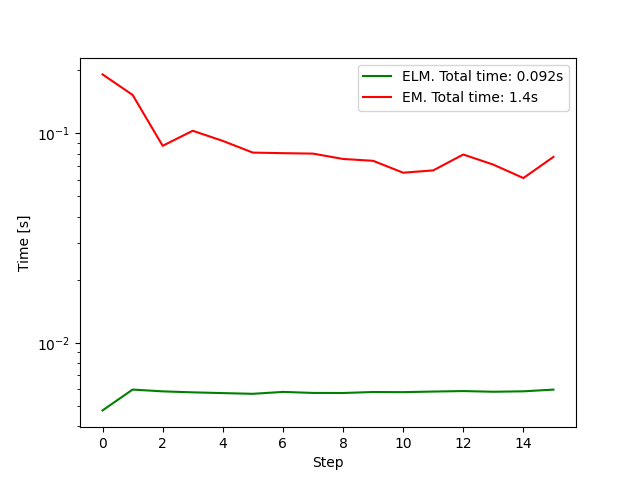 ELM. Total time: 0.092s
EM. Total time: 1.4s
10⁻¹
10⁻²
Time [s]
0 2 4 6 8 10 12 14
Step